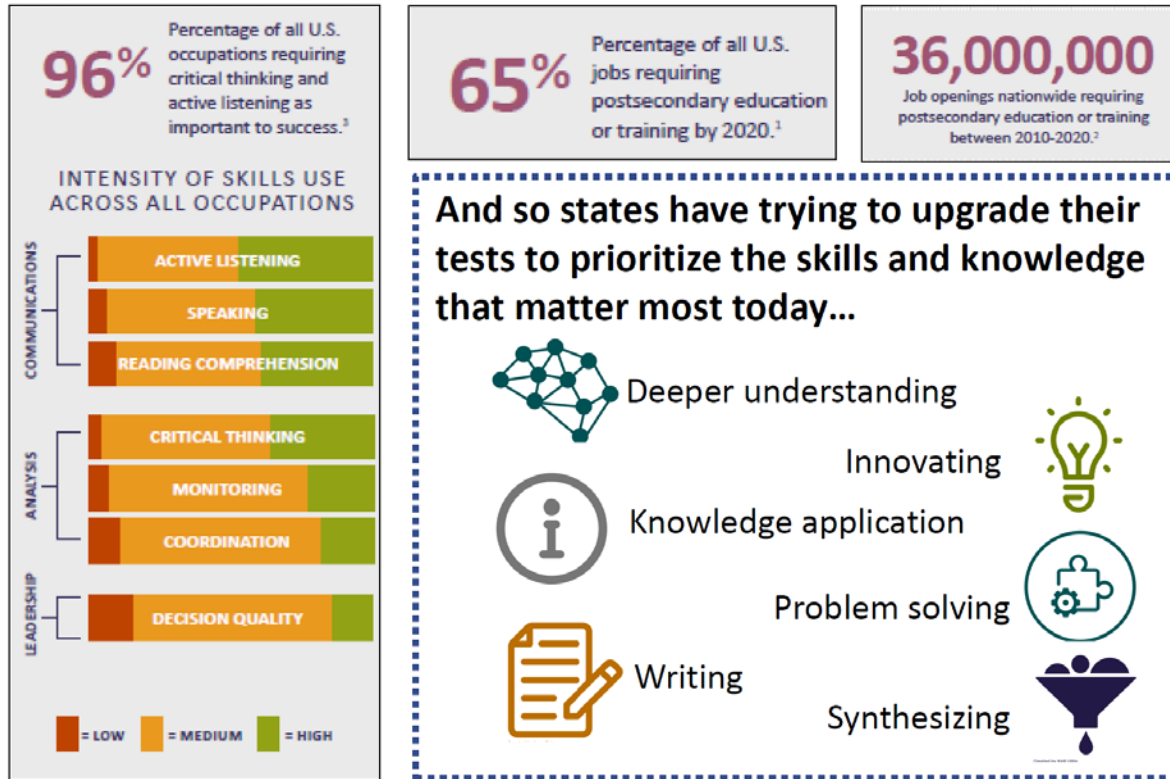 96%
Percentage of all U.S.
occupations requiring
critical thinking and
active listening as
important to success.³
INTENSITY OF SKILLS USE
ACROSS ALL OCCUPATIONS
COMMUNICATIONS
ACTIVE LISTENING
SPEAKING
READING COMPREHENSION
ANALYSIS
CRITICAL THINKING
MONITORING
COORDINATION
LEADERSHIP
DECISION QUALITY
= LOW
= MEDIUM
= HIGH
65%
Percentage of all U.S.
jobs requiring
postsecondary education
or training by 2020.¹
36,000,000
Job openings nationwide requiring
postsecondary education or training
between 2010-2020.²
And so states have trying to upgrade their
tests to prioritize the skills and knowledge
that matter most today...
Deeper understanding
Innovating
Knowledge application
Problem solving
Writing
Synthesizing